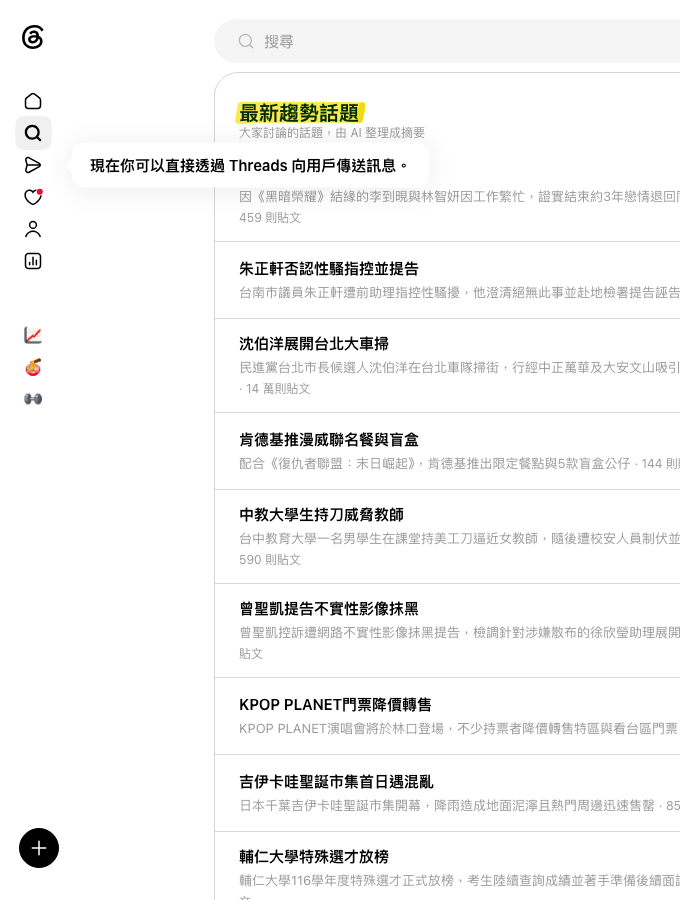 搜尋
最新趨勢話題
大家討論的話題，由 AI 整理成摘要
現在你可以直接透過 Threads 向用戶傳送訊息。
因《黑暗榮耀》結緣的李到晛與林智妍因工作繁忙，證實結束約3年戀情退回
459 則貼文
朱正軒否認性騷指控並提告
台南市議員朱正軒遭前助理指控性騷擾，他澄清絕無此事並赴地檢署提告誣告
沈伯洋展開台北大車掃
民進黨台北市長候選人沈伯洋在台北車隊掃街，行經中正萬華及大安文山吸引
· 14 萬則貼文
肯德基推漫威聯名餐與盲盒
配合《復仇者聯盟：末日崛起》，肯德基推出限定餐點與5款盲盒公仔 · 144 則
中教大學生持刀威脅教師
台中教育大學一名男學生在課堂持美工刀逼近女教師，隨後遭校安人員制伏並
590 則貼文
曾聖凱提告不實性影像抹黑
曾聖凱控訴遭網路不實性影像抹黑提告，檢調針對涉嫌散布的徐欣瑩助理展開
貼文
KPOP PLANET門票降價轉售
KPOP PLANET演唱會將於林口登場，不少持票者降價轉售特區與看台區門票
吉伊卡哇聖誕市集首日遇混亂
日本千葉吉伊卡哇聖誕市集開幕，降雨造成地面泥濘且熱門周邊迅速售罄 · 85
輔仁大學特殊選才放榜
輔仁大學116學年度特殊選才正式放榜，考生陸續查詢成績並著手準備後續面試